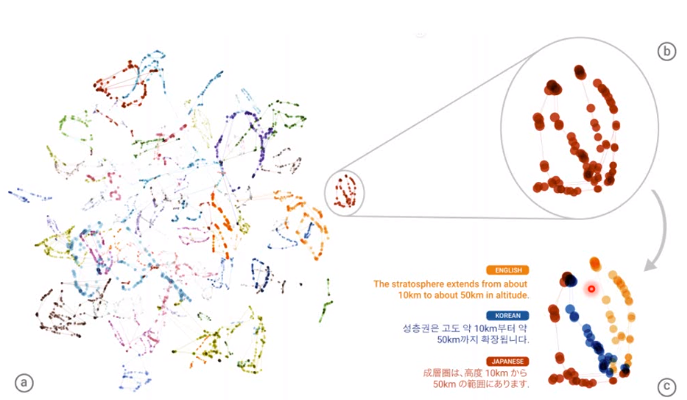 b
ENGLISH
The stratosphere extends from about
10km to about 50km in altitude.
KOREAN
성층권은 고도 약 10km부터 약
50km까지 확장됩니다.
JAPANESE
成層圏は、高度 10km から
50km の範囲にあります。
a
c